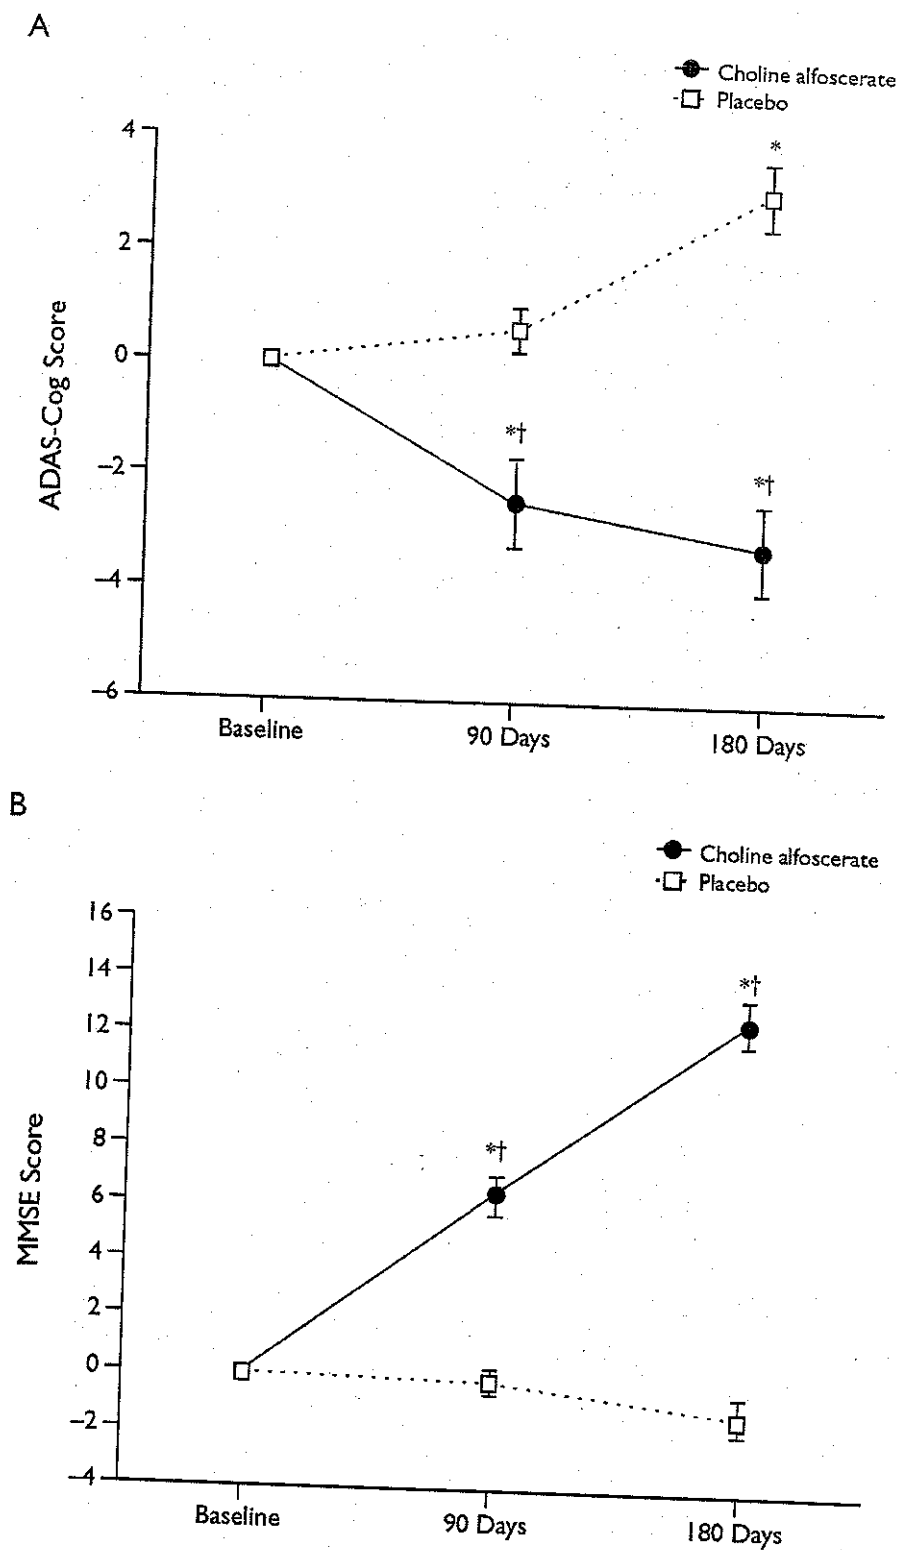 A
Choline alfoscerate
Placebo
4
*
2
ADAS-Cog Score
0
*†
–2
*†
–4
–6
Baseline
90 Days
180 Days
B
Choline alfoscerate
Placebo
16
14
*†
12
10
8
*†
MMSE Score
6
4
2
0
–2
–4
Baseline
90 Days
180 Days